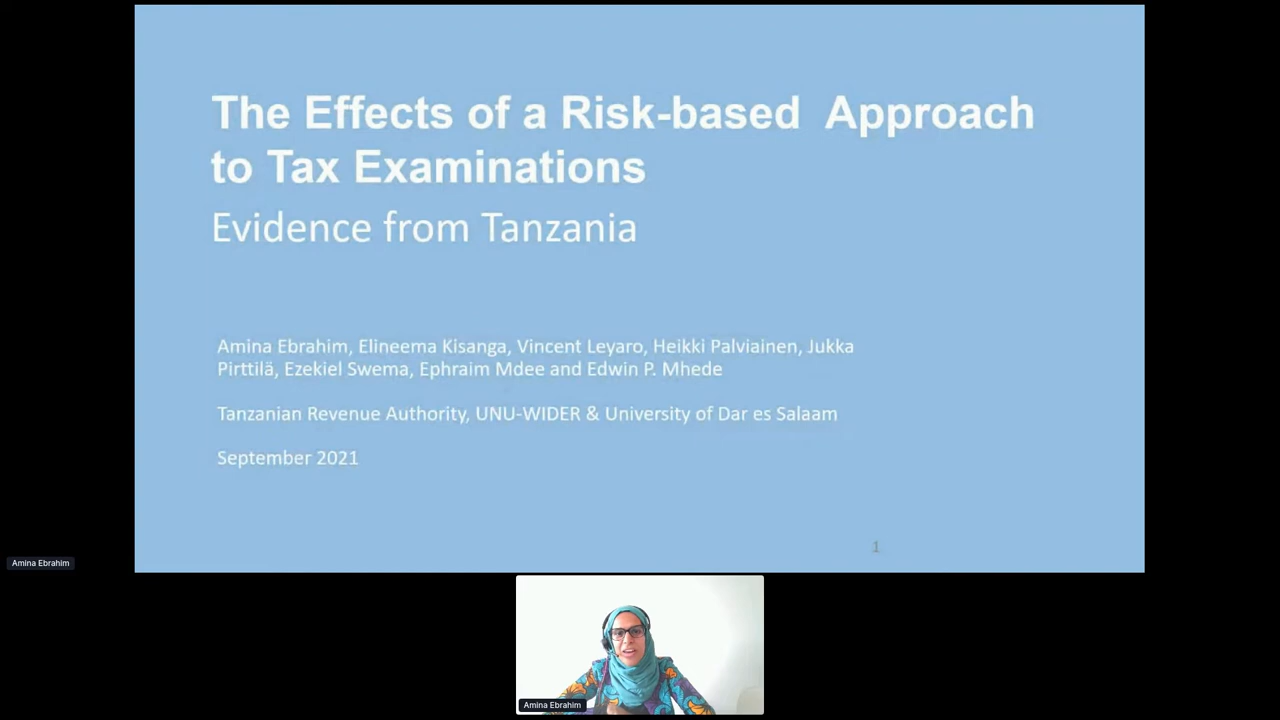 The Effects of a Risk-based Approach
to Tax Examinations
Evidence from Tanzania
Amina Ebrahim, Elineema Kisanga, Vincent Leyaro, Heikki Palviainen, Jukka
Pirttilä, Ezekiel Swema, Ephraim Mdee and Edwin P. Mhede
Tanzanian Revenue Authority, UNU-WIDER & University of Dar es Salaam
September 2021
1
Amina Ebrahim
Amina Ebrahim